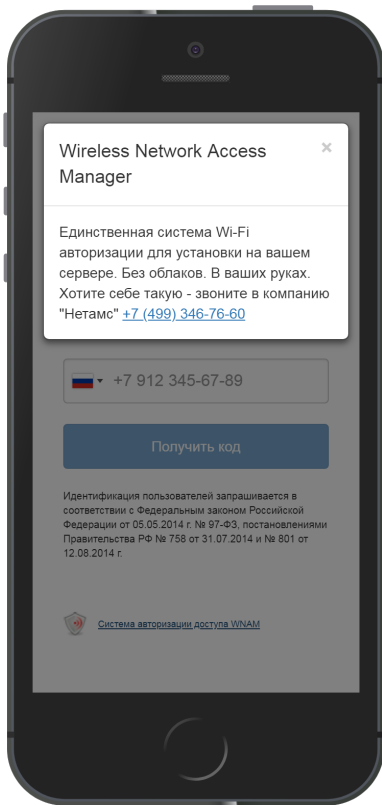 Wireless Network Access
Manager
×
Единственная система Wi-Fi
авторизации для установки на вашем
сервере. Без облаков. В ваших руках.
Хотите себе такую - звоните в компанию
"Нетамс" +7 (499) 346-76-60
+7 912 345-67-89
Получить код
Идентификация пользователей запрашивается в
соответствии с Федеральным законом Российской
Федерации от 05.05.2014 г. № 97-ФЗ, постановлениями
Правительства РФ № 758 от 31.07.2014 и № 801 от
12.08.2014 г.
Система авторизации доступа WNAM